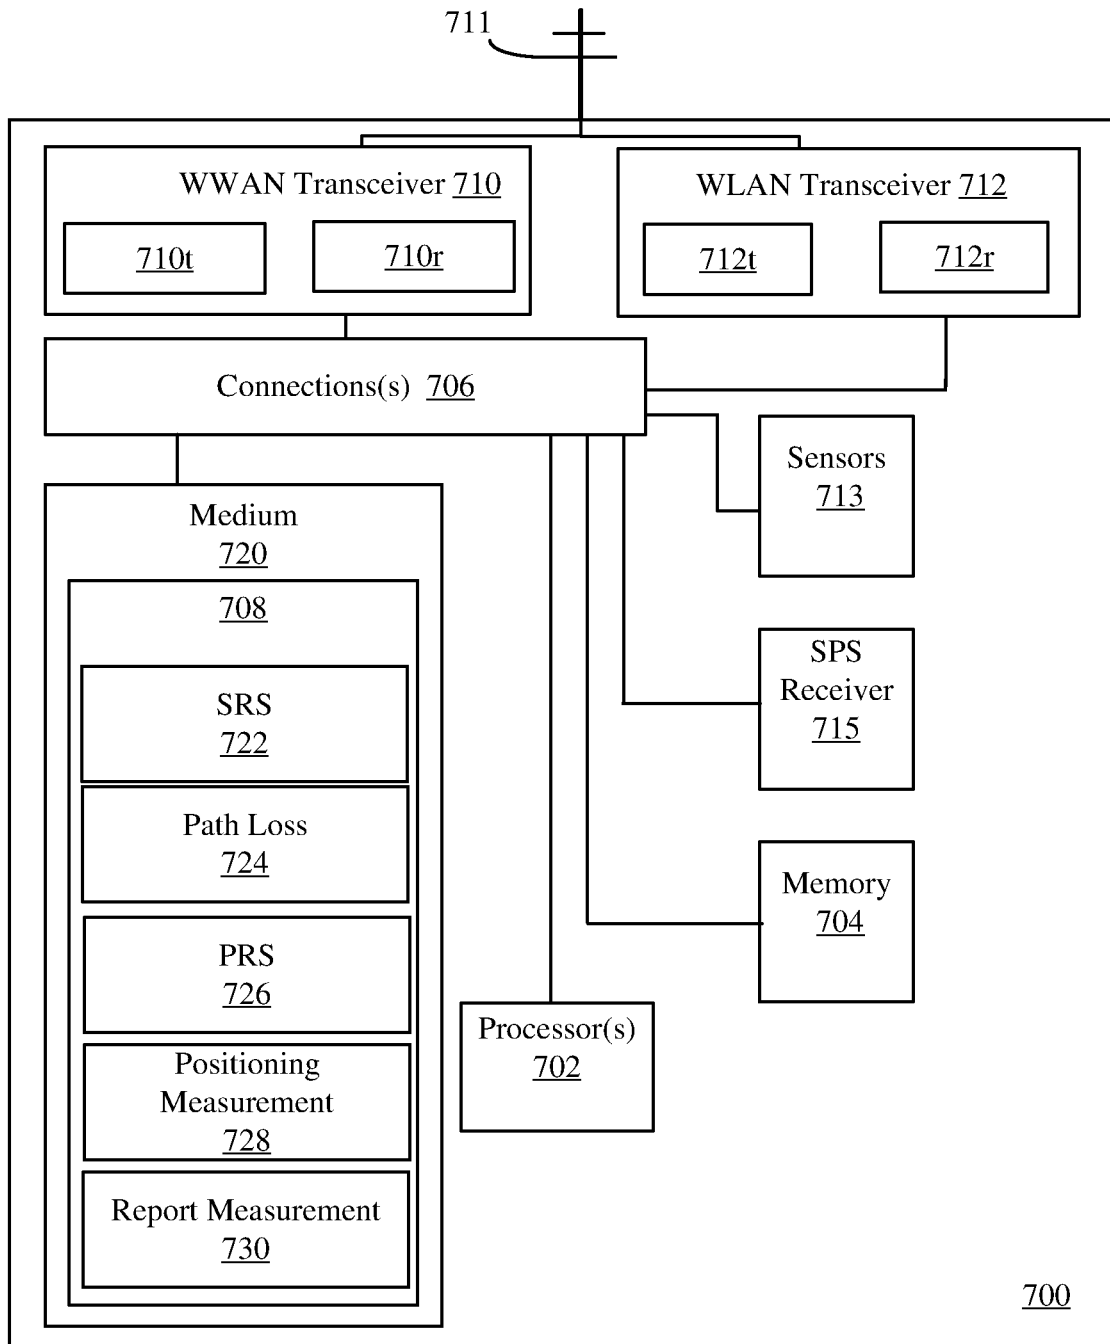 711
WWAN Transceiver 710
710t
710r
WLAN Transceiver 712
712t
712r
Connections(s) 706
Sensors
713
Medium
720
708
SRS
722
Path Loss
724
PRS
726
Positioning
Measurement
728
Report Measurement
730
SPS
Receiver
715
Memory
704
Processor(s)
702
700